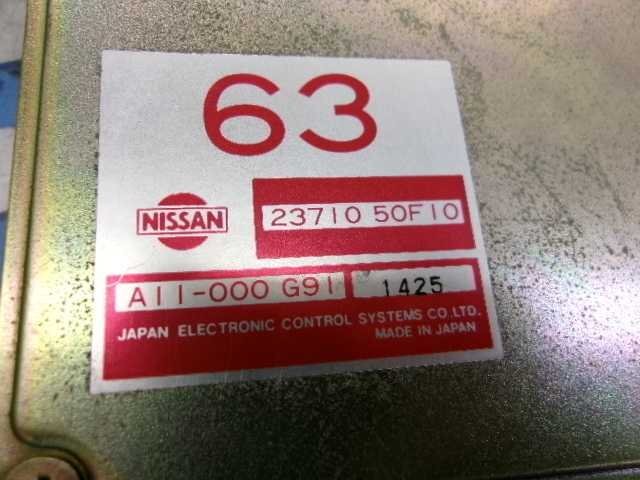 63
NISSAN 23710 50F10
A11-000 G91 1425
JAPAN ELECTRONIC CONTROL SYSTEMS CO.,LTD.
MADE IN JAPAN